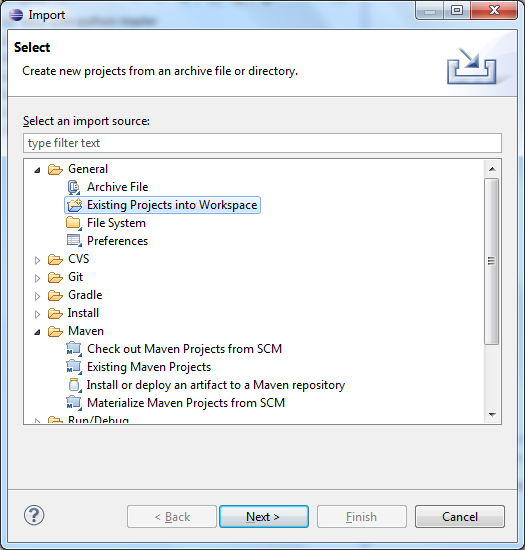 Import
Select
Create new projects from an archive file or directory.
Select an import source:
type filter text
General
Archive File
Existing Projects into Workspace
File System
Preferences
CVS
Git
Gradle
Install
Maven
Check out Maven Projects from SCM
Existing Maven Projects
Install or deploy an artifact to a Maven repository
Materialize Maven Projects from SCM
Run/Debug
< Back
Next >
Finish
Cancel